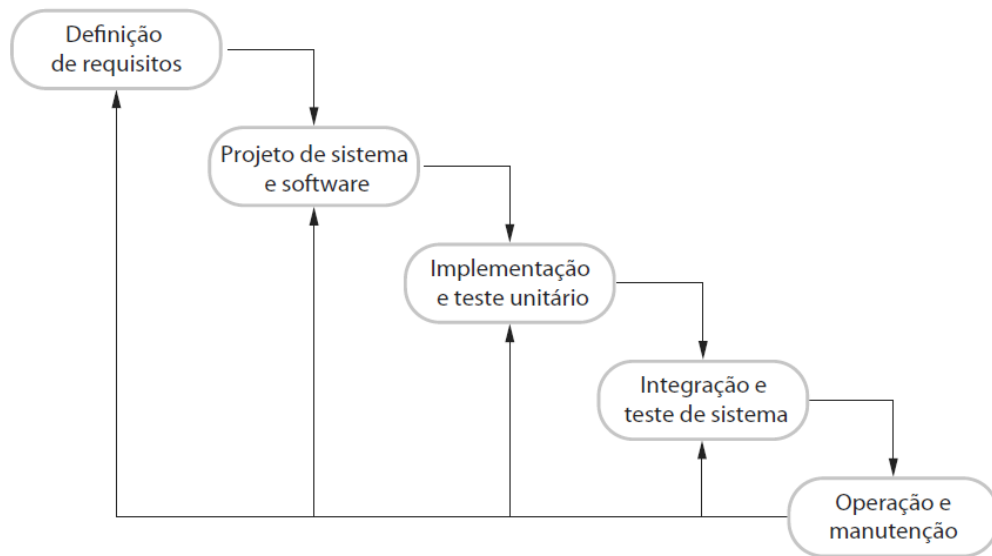 Definição
de requisitos
Projeto de sistema
e software
Implementação
e teste unitário
Integração e
teste de sistema
Operação e
manutenção